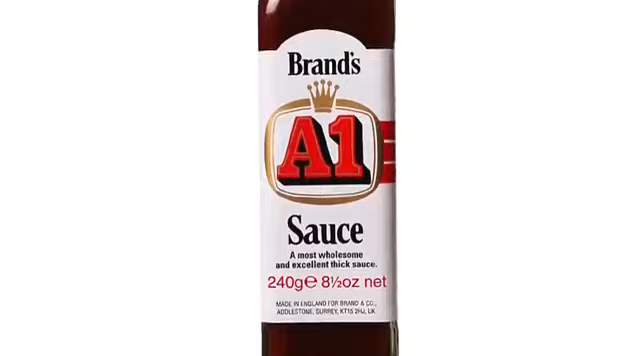 Brand's
A1
Sauce
A most wholesome
and excellent thick sauce.
240g℮ 8½oz net
MADE IN ENGLAND FOR BRAND & CO.,
ADDLESTONE, SURREY, KT15 2HJ, UK